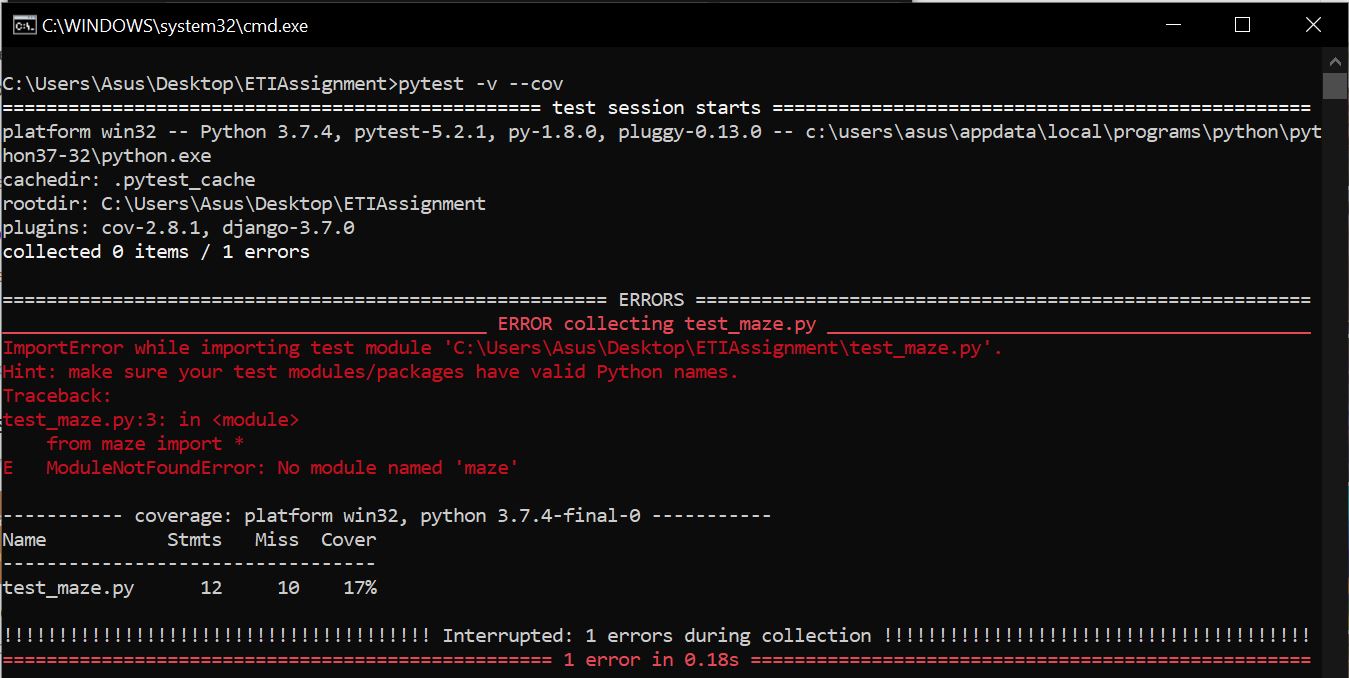 C:\WINDOWS\system32\cmd.exe
C:\Users\Asus\Desktop\ETIAssignment>pytest -v --cov
================================================= test session starts =================================================
platform win32 -- Python 3.7.4, pytest-5.2.1, py-1.8.0, pluggy-0.13.0 -- c:\users\asus\appdata\local\programs\python\pyt
hon37-32\python.exe
cachedir: .pytest_cache
rootdir: C:\Users\Asus\Desktop\ETIAssignment
plugins: cov-2.8.1, django-3.7.0
collected 0 items / 1 errors
======================================================= ERRORS ========================================================
____________________________________________ ERROR collecting test_maze.py ____________________________________________
ImportError while importing test module 'C:\Users\Asus\Desktop\ETIAssignment\test_maze.py'.
Hint: make sure your test modules/packages have valid Python names.
Traceback:
test_maze.py:3: in <module>
    from maze import *
E   ModuleNotFoundError: No module named 'maze'
----------- coverage: platform win32, python 3.7.4-final-0 -----------
Name           Stmts   Miss  Cover
----------------------------------
test_maze.py      12     10    17%
!!!!!!!!!!!!!!!!!!!!!!!!!!!!!!!!!!!!!!! Interrupted: 1 errors during collection !!!!!!!!!!!!!!!!!!!!!!!!!!!!!!!!!!!!!!!
================================================== 1 error in 0.18s ===================================================